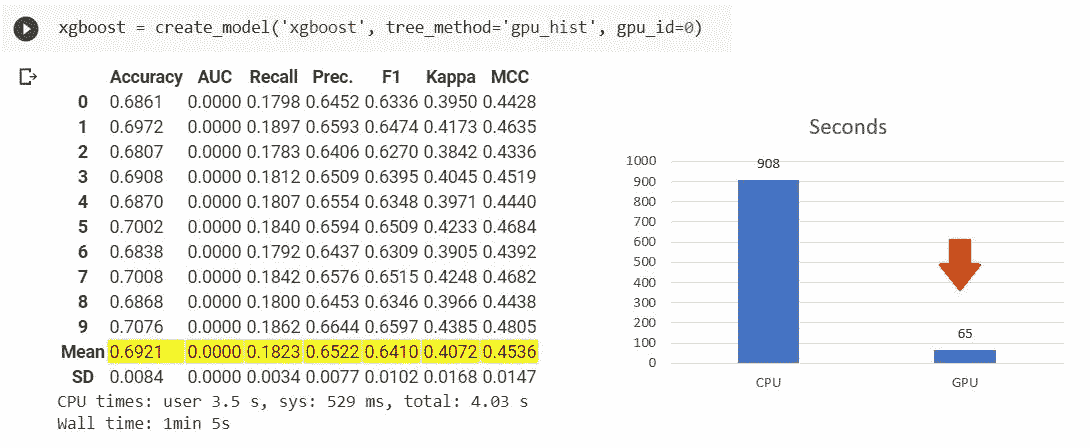 xgboost = create_model('xgboost', tree_method='gpu_hist', gpu_id=0)
Accuracy AUC Recall Prec. F1 Kappa MCC
0 0.6861 0.0000 0.1798 0.6452 0.6336 0.3950 0.4428
1 0.6972 0.0000 0.1897 0.6593 0.6474 0.4173 0.4635
2 0.6807 0.0000 0.1783 0.6406 0.6270 0.3842 0.4336
3 0.6908 0.0000 0.1812 0.6509 0.6395 0.4045 0.4519
4 0.6870 0.0000 0.1807 0.6554 0.6348 0.3971 0.4440
5 0.7002 0.0000 0.1840 0.6594 0.6509 0.4233 0.4684
6 0.6838 0.0000 0.1792 0.6437 0.6309 0.3905 0.4392
7 0.7008 0.0000 0.1842 0.6576 0.6515 0.4248 0.4682
8 0.6868 0.0000 0.1800 0.6453 0.6346 0.3966 0.4438
9 0.7076 0.0000 0.1862 0.6644 0.6597 0.4385 0.4805
Mean 0.6921 0.0000 0.1823 0.6522 0.6410 0.4072 0.4536
SD 0.0084 0.0000 0.0034 0.0077 0.0102 0.0168 0.0147
CPU times: user 3.5 s, sys: 529 ms, total: 4.03 s
Wall time: 1min 5s
Seconds
1000
900
800
700
600
500
400
300
200
100
0
908
65
CPU GPU